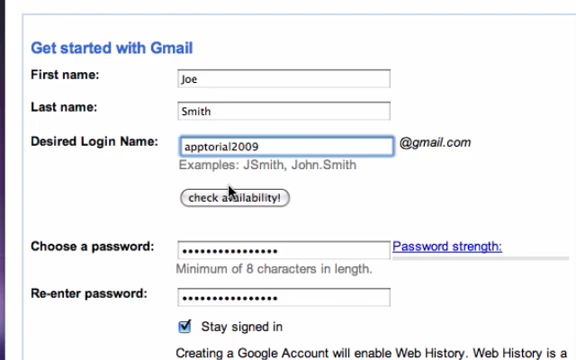 Get started with Gmail
First name:
Joe
Last name:
Smith
Desired Login Name:
apptorial2009
@gmail.com
Examples: JSmith, John.Smith
check availability!
Choose a password:
••••••••••••••••
Password strength:
Minimum of 8 characters in length.
Re-enter password:
••••••••••••••••
Stay signed in
Creating a Google Account will enable Web History. Web History is a